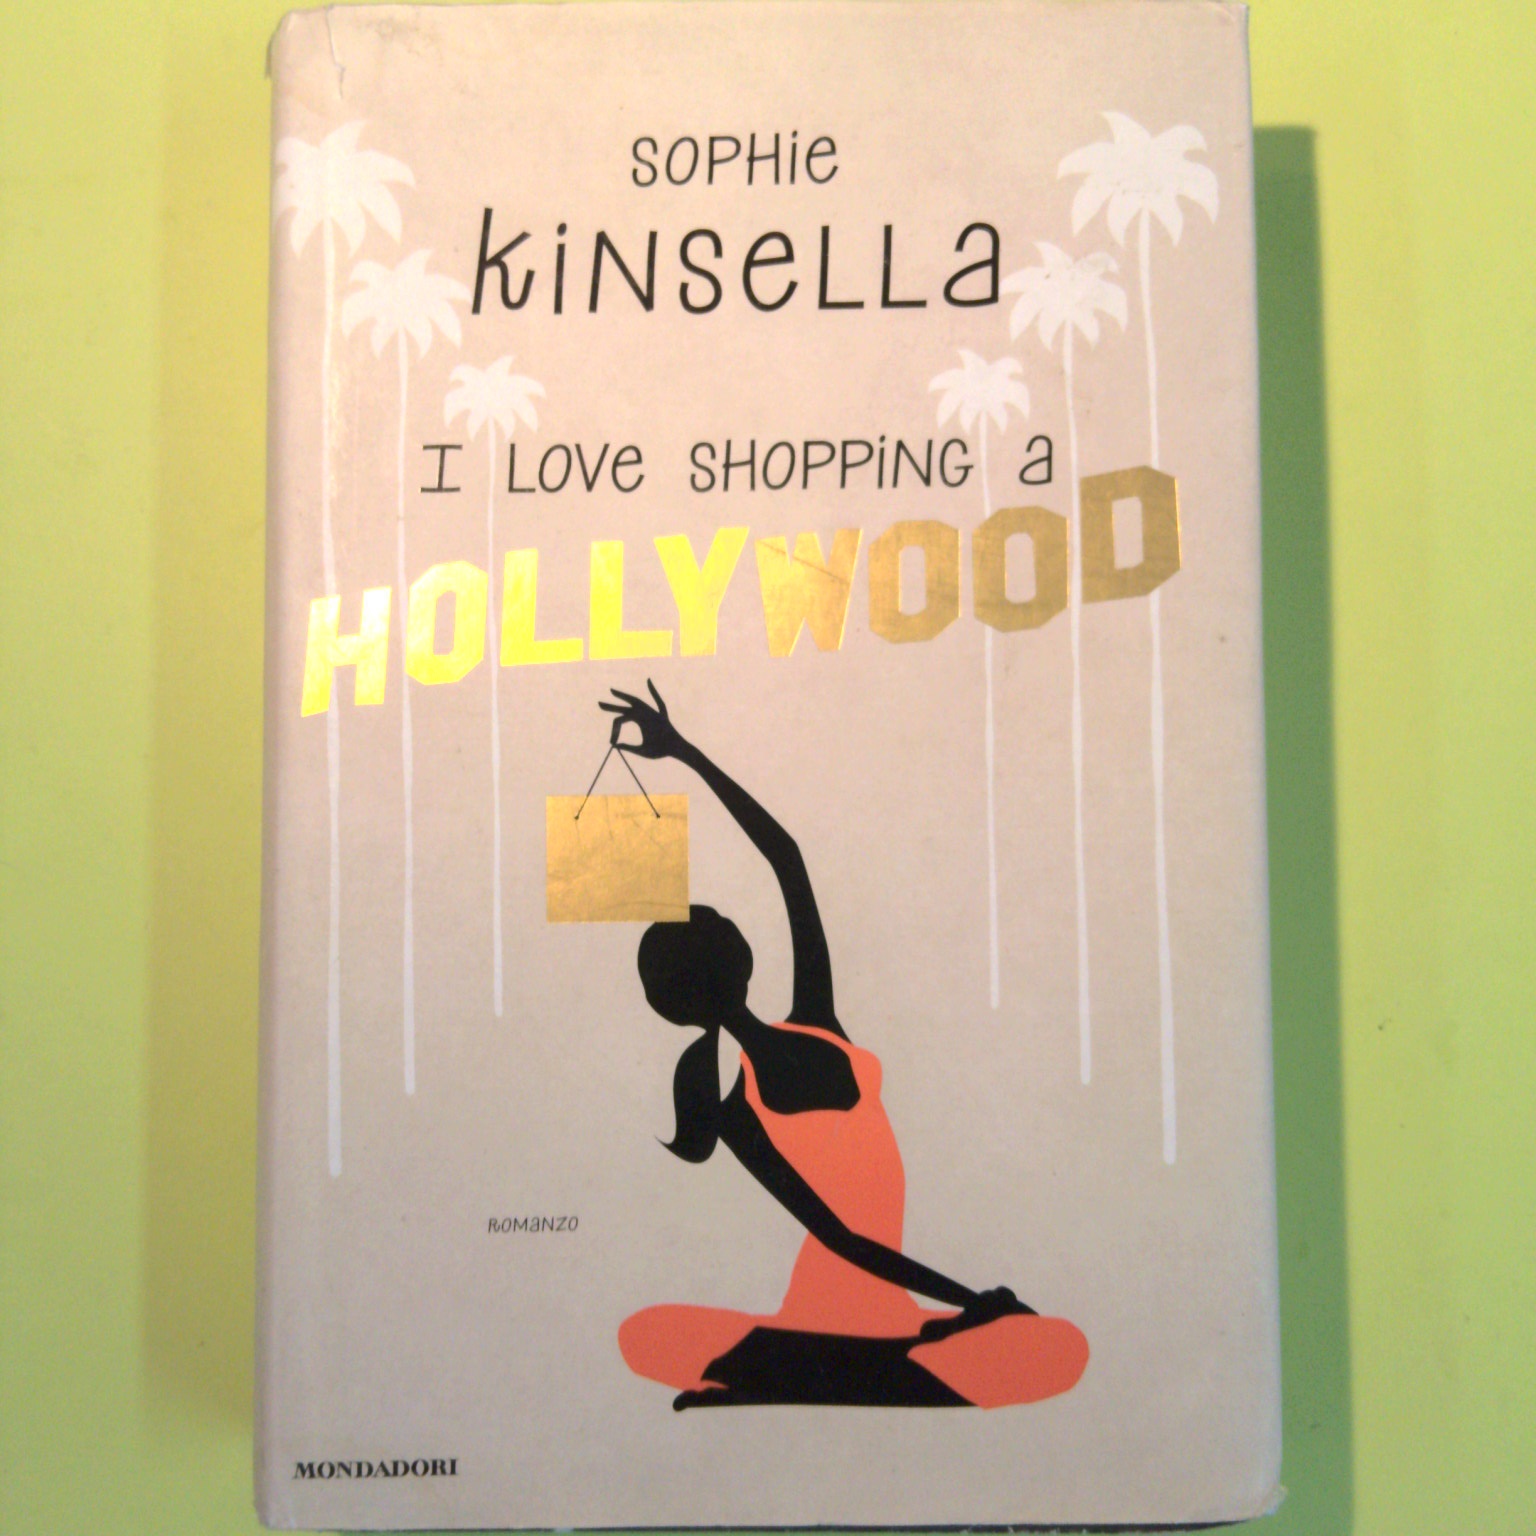 SOPHie
KiNSeLLa
I LOVe SHOPPiNG a
HOLLYWOOD
ROMaNZO
MONDADORI